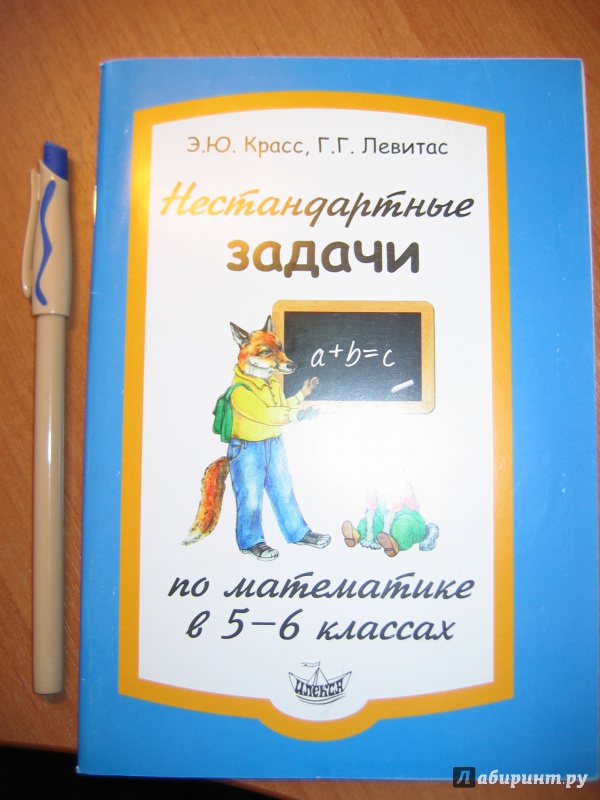 Э.Ю. Красс, Г.Г. Левитас
Нестандартные
задачи
a+b=c
по математике
в 5–6 классах
илекса
Лабиринт.ру